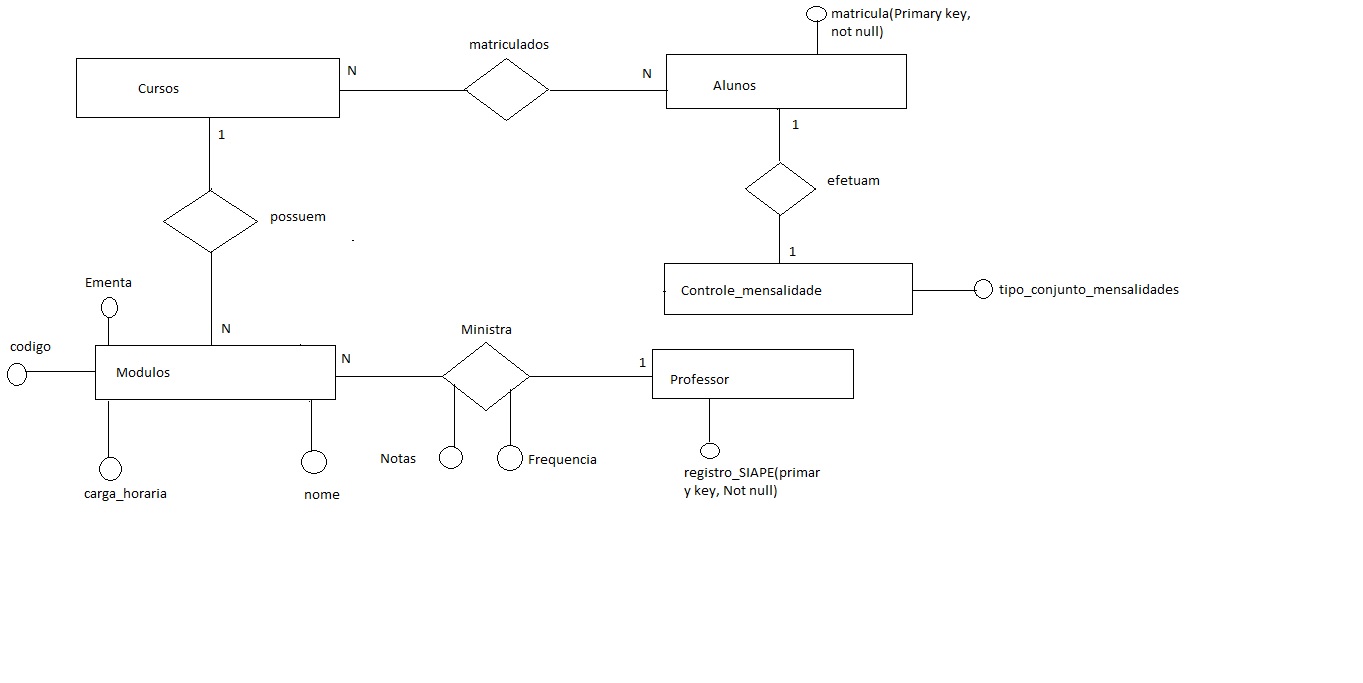 matricula(Primary key,
not null)
matriculados
N
N
Cursos
Alunos
1
1
efetuam
possuem
1
Ementa
Controle_mensalidade
tipo_conjunto_mensalidades
N
Ministra
codigo
N
1
Modulos
Professor
Notas
Frequencia
registro_SIAPE(primar
y key, Not null)
carga_horaria
nome